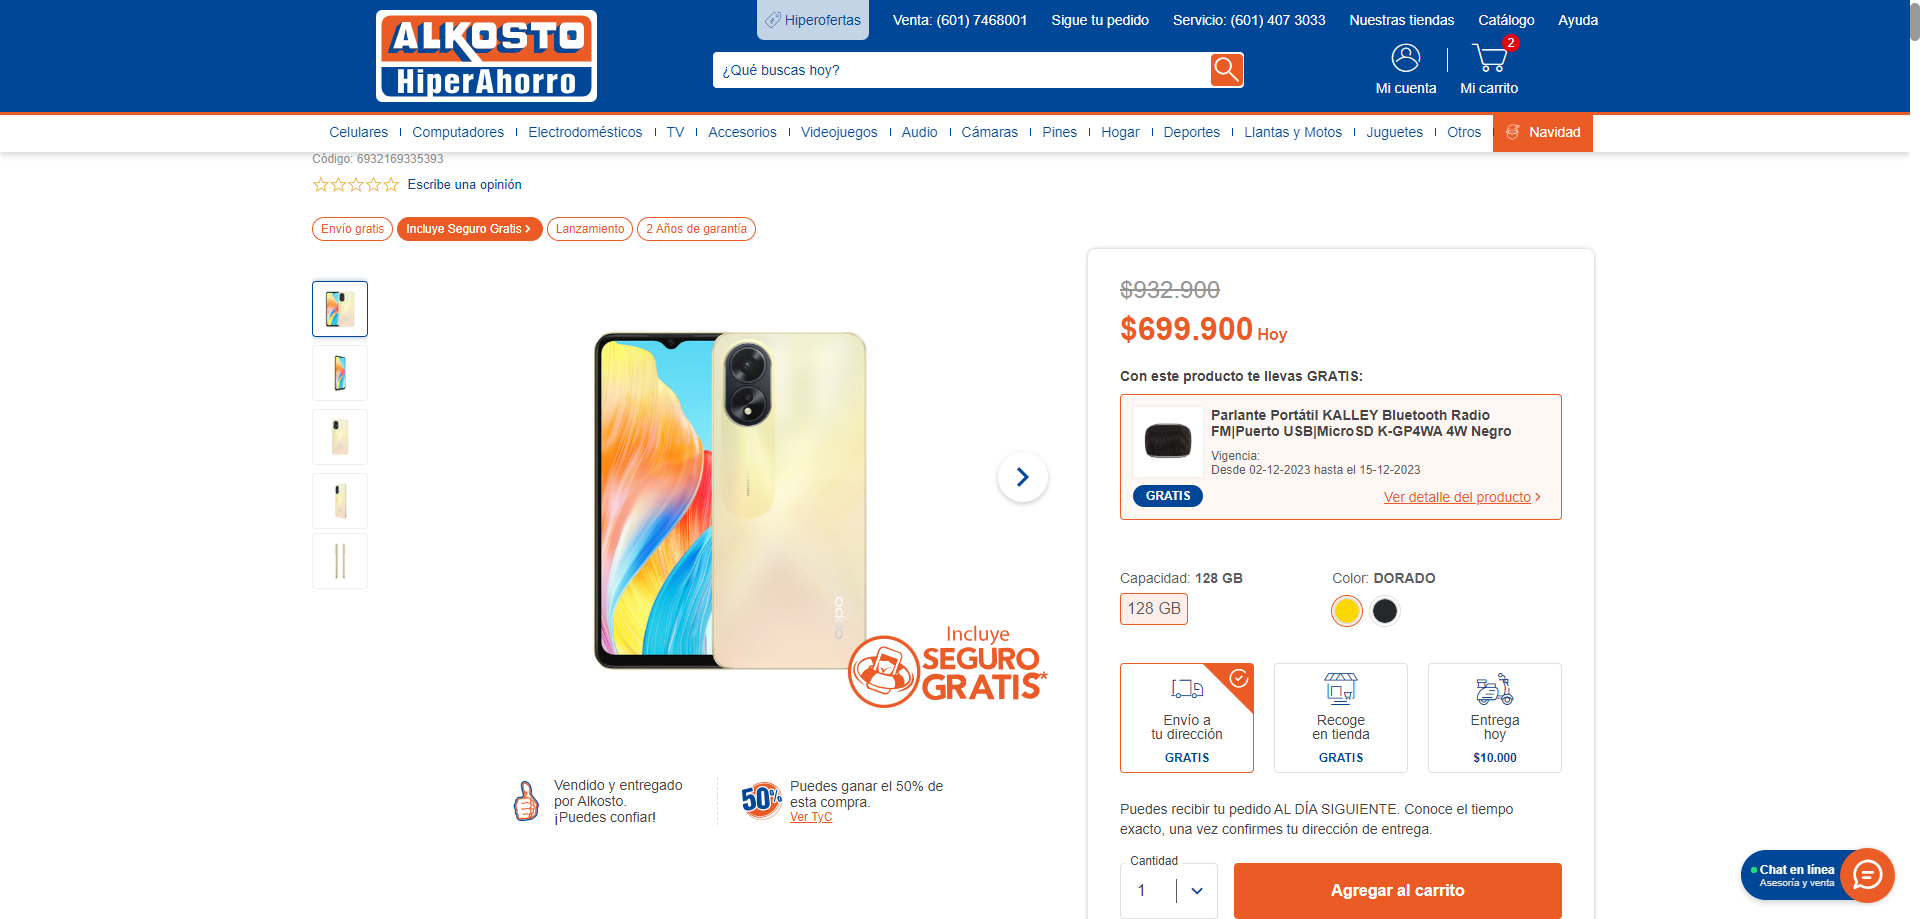 ALKOSTO
HiperAhorro
Hiperofertas
Venta: (601) 7468001
Sigue tu pedido
Servicio: (601) 407 3033
Nuestras tiendas
Catálogo
Ayuda
¿Qué buscas hoy?
Mi cuenta
2
Mi carrito
Celulares
Computadores
Electrodomésticos
TV
Accesorios
Videojuegos
Audio
Cámaras
Pines
Hogar
Deportes
Llantas y Motos
Juguetes
Otros
Navidad
Código: 6932169335393
Escribe una opinión
Envío gratis
Incluye Seguro Gratis >
Lanzamiento
2 Años de garantía
oppo
Incluye
SEGURO
GRATIS*
Vendido y entregado
por Alkosto.
¡Puedes confiar!
50%
Puedes ganar el 50% de
esta compra.
Ver TyC
$932.900
$699.900 Hoy
Con este producto te llevas GRATIS:
Parlante Portátil KALLEY Bluetooth Radio
FM|Puerto USB|MicroSD K-GP4WA 4W Negro
Vigencia:
Desde 02-12-2023 hasta el 15-12-2023
GRATIS
Ver detalle del producto >
Capacidad: 128 GB
128 GB
Color: DORADO
Envío a
tu dirección
GRATIS
Recoge
en tienda
GRATIS
Entrega
hoy
$10.000
Puedes recibir tu pedido AL DÍA SIGUIENTE. Conoce el tiempo
exacto, una vez confirmes tu dirección de entrega.
Cantidad
1
Agregar al carrito
Chat en línea
Asesoría y venta